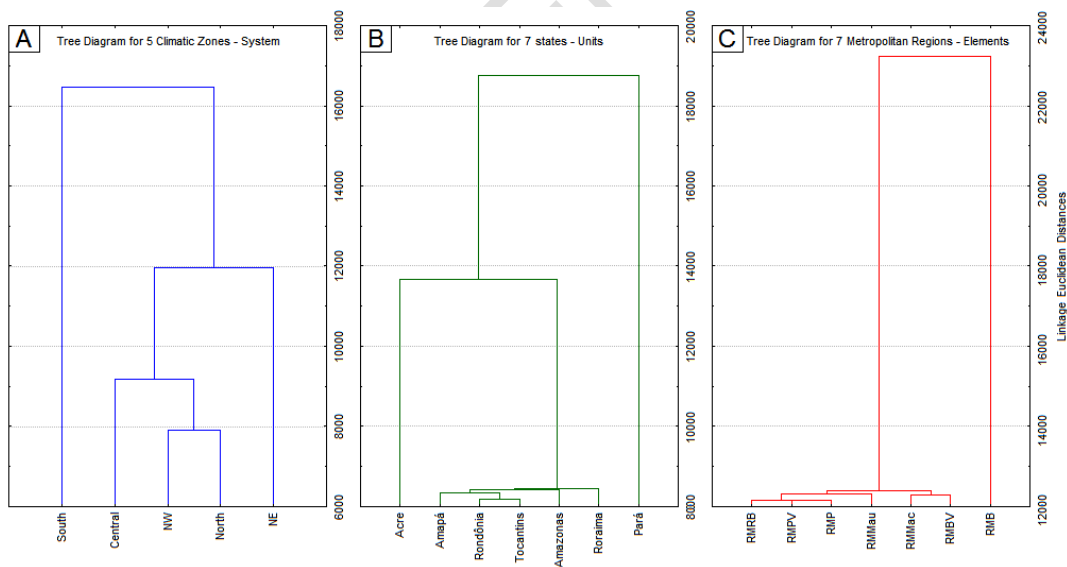 A
Tree Diagram for 5 Climatic Zones - System
18000
16000
14000
12000
10000
8000
6000
South
Central
NW
North
NE
B
Tree Diagram for 7 states - Units
20000
18000
16000
14000
12000
10000
8000
Acre
Amapá
Rondônia
Tocantins
Amazonas
Roraima
Pará
C
Tree Diagram for 7 Metropolitan Regions - Elements
24000
22000
20000
18000
16000
14000
12000
Linkage Euclidean Distances
RMRB
RMPV
RMP
RMMau
RMMac
RMBV
RMB